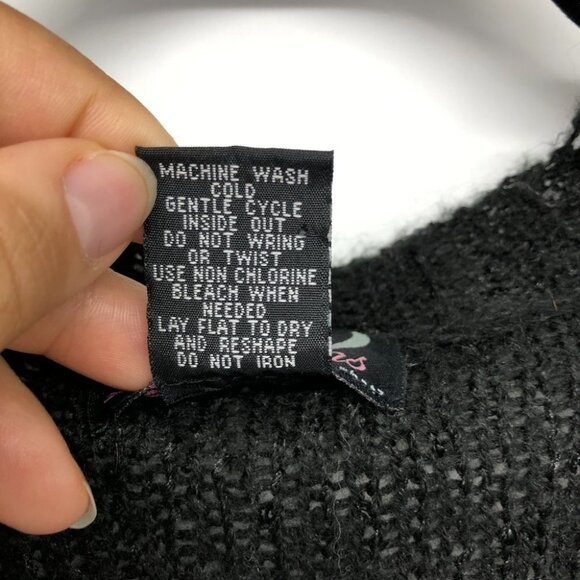 MACHINE WASH
COLD
GENTLE CYCLE
INSIDE OUT
DO NOT WRING
OR TWIST
USE NON CHLORINE
BLEACH WHEN
NEEDED
LAY FLAT TO DRY
AND RESHAPE
DO NOT IRON